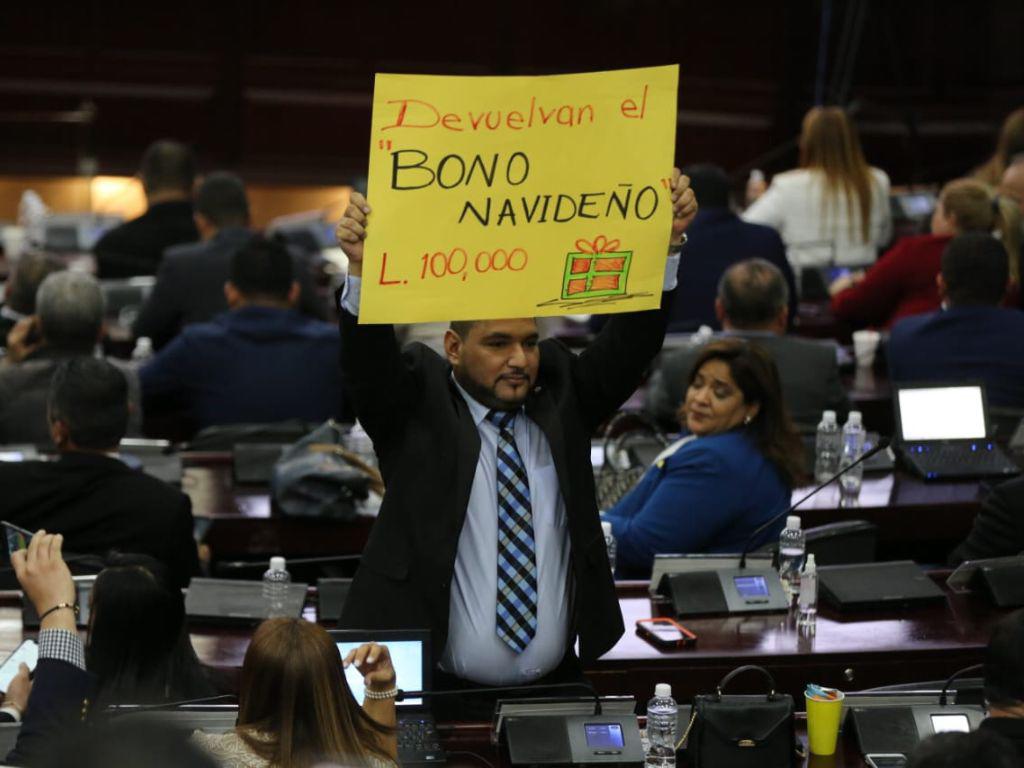 Devuelvan el
"BONO
NAVIDEÑO"
L. 100,000